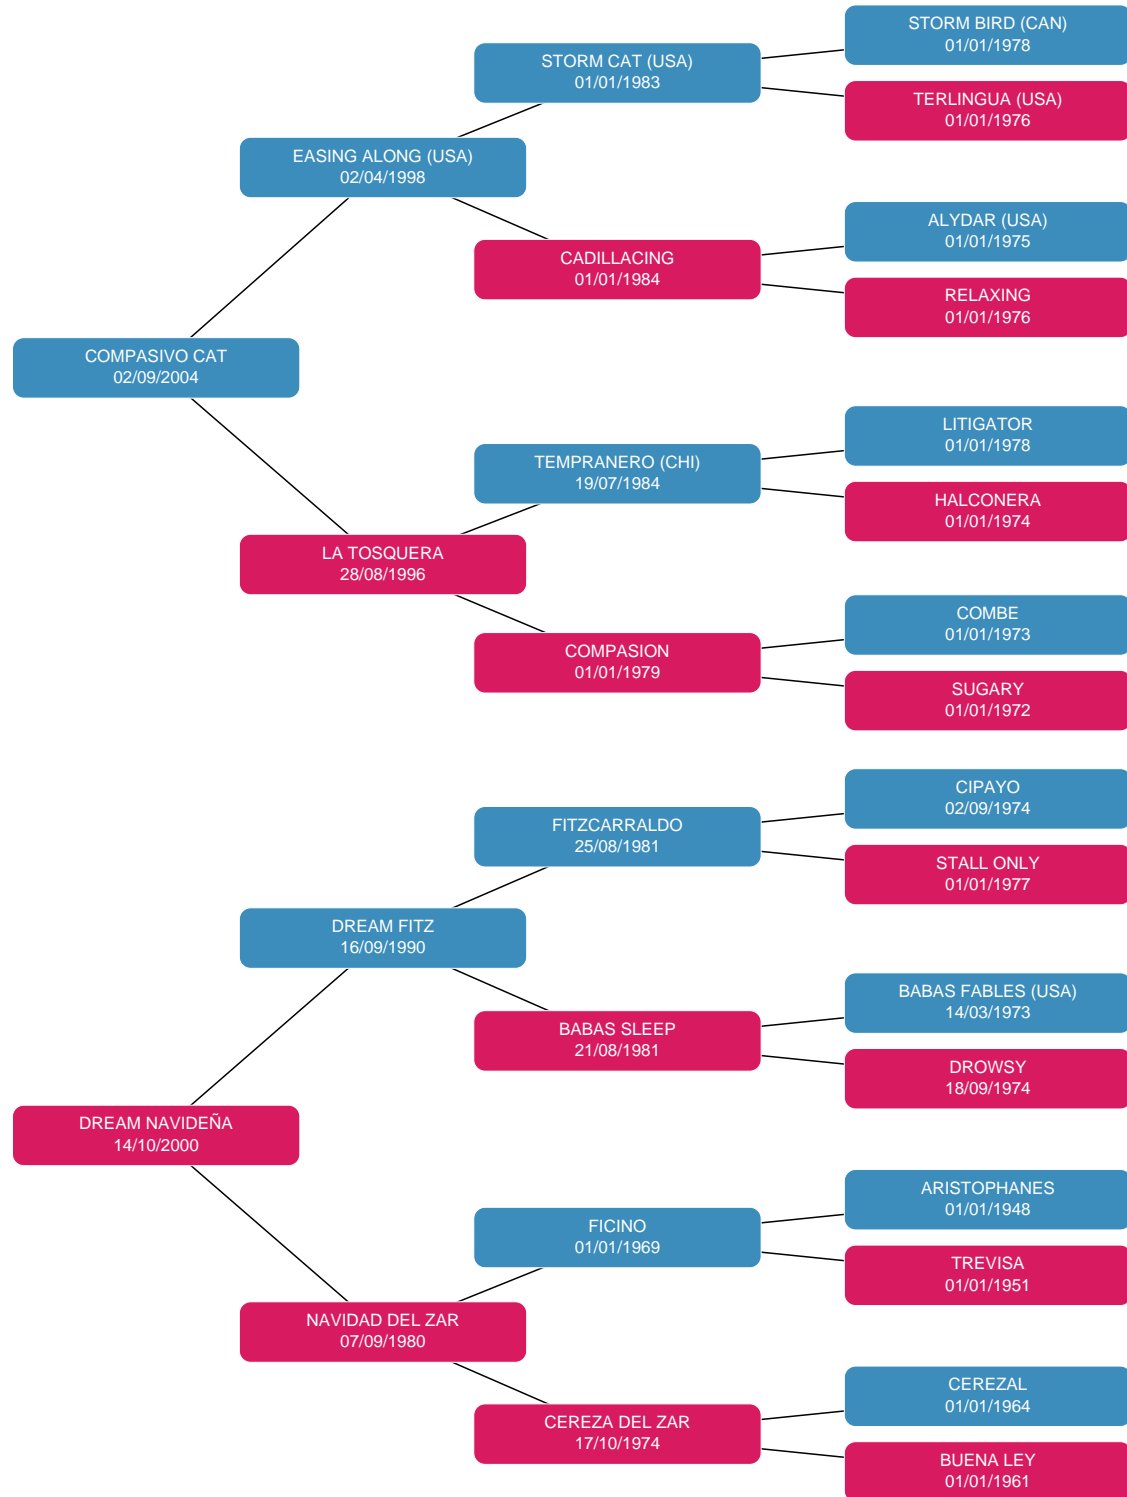 STORM BIRD (CAN)
01/01/1978
STORM CAT (USA)
01/01/1983
TERLINGUA (USA)
01/01/1976
EASING ALONG (USA)
02/04/1998
ALYDAR (USA)
01/01/1975
CADILLACING
01/01/1984
RELAXING
01/01/1976
COMPASIVO CAT
02/09/2004
LITIGATOR
01/01/1978
TEMPRANERO (CHI)
19/07/1984
HALCONERA
01/01/1974
LA TOSQUERA
28/08/1996
COMBE
01/01/1973
COMPASION
01/01/1979
SUGARY
01/01/1972
CIPAYO
02/09/1974
FITZCARRALDO
25/08/1981
STALL ONLY
01/01/1977
DREAM FITZ
16/09/1990
BABAS FABLES (USA)
14/03/1973
BABAS SLEEP
21/08/1981
DROWSY
18/09/1974
DREAM NAVIDEÑA
14/10/2000
ARISTOPHANES
01/01/1948
FICINO
01/01/1969
TREVISA
01/01/1951
NAVIDAD DEL ZAR
07/09/1980
CEREZAL
01/01/1964
CEREZA DEL ZAR
17/10/1974
BUENA LEY
01/01/1961